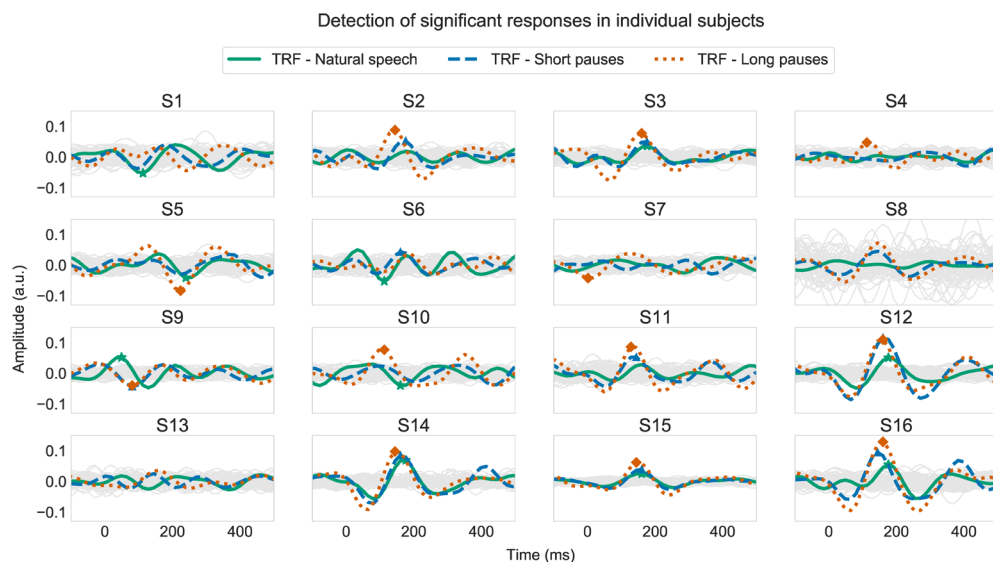 Detection of significant responses in individual subjects
TRF - Natural speech TRF - Short pauses TRF - Long pauses
S1 S2 S3 S4
0.1
0.0
−0.1
S5 S6 S7 S8
0.1
0.0
−0.1
S9 S10 S11 S12
0.1
0.0
−0.1
S13 S14 S15 S16
0.1
0.0
−0.1
0 200 400 0 200 400 0 200 400 0 200 400
Amplitude (a.u.)
Time (ms)